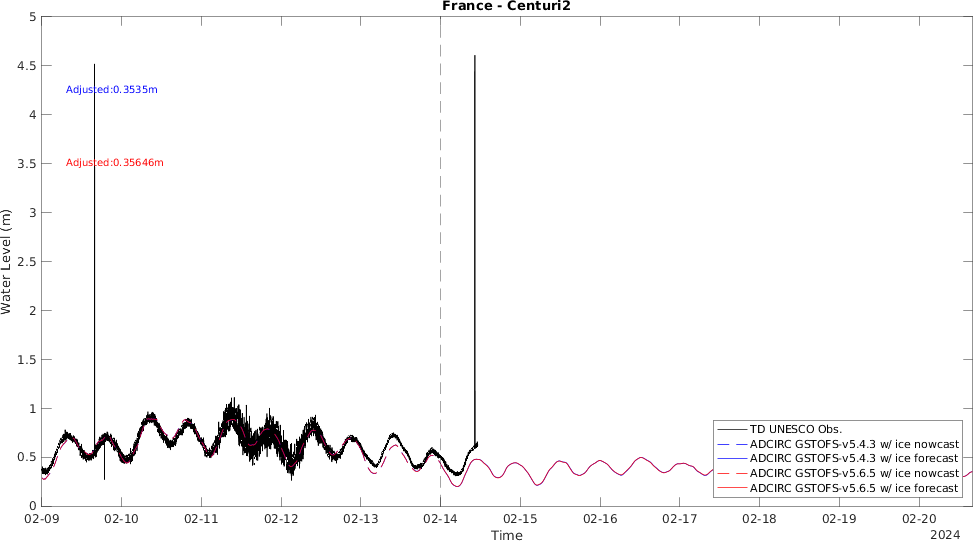 France - Centuri2
5
4.5
4
3.5
3
2.5
2
1.5
1
0.5
0
Water Level (m)
Adjusted:0.3535m
Adjusted:0.35646m
TD UNESCO Obs.
ADCIRC GSTOFS-v5.4.3 w/ ice nowcast
ADCIRC GSTOFS-v5.4.3 w/ ice forecast
ADCIRC GSTOFS-v5.6.5 w/ ice nowcast
ADCIRC GSTOFS-v5.6.5 w/ ice forecast
02-09 02-10 02-11 02-12 02-13 02-14 02-15 02-16 02-17 02-18 02-19 02-20
Time
2024